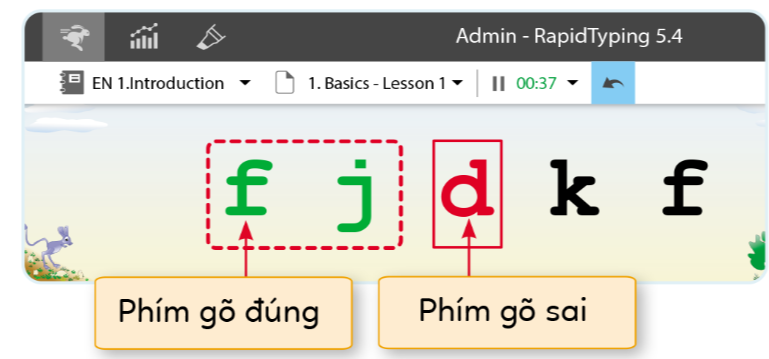 Admin - RapidTyping 5.4
EN 1.Introduction 1. Basics - Lesson 1 00:37
f j d k f
Phím gõ đúng Phím gõ sai